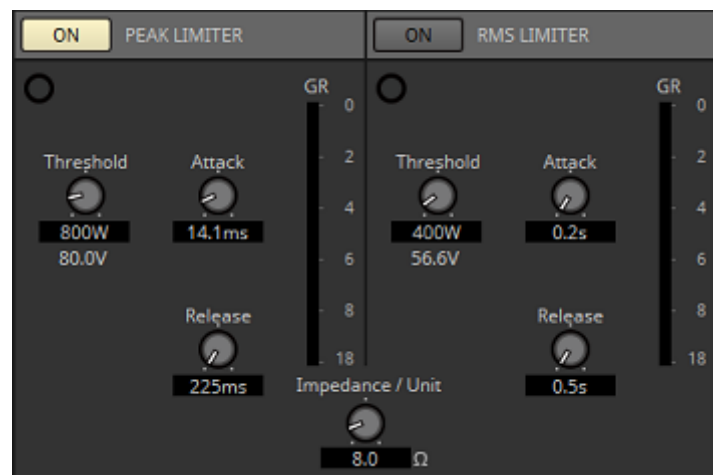 ON PEAK LIMITER
GR
0
2
4
6
8
18
Threshold
800W
80.0V
Attack
14.1ms
Release
225ms
ON RMS LIMITER
GR
0
2
4
6
8
18
Threshold
400W
56.6V
Attack
0.2s
Release
0.5s
Impedance / Unit
8.0 Ω